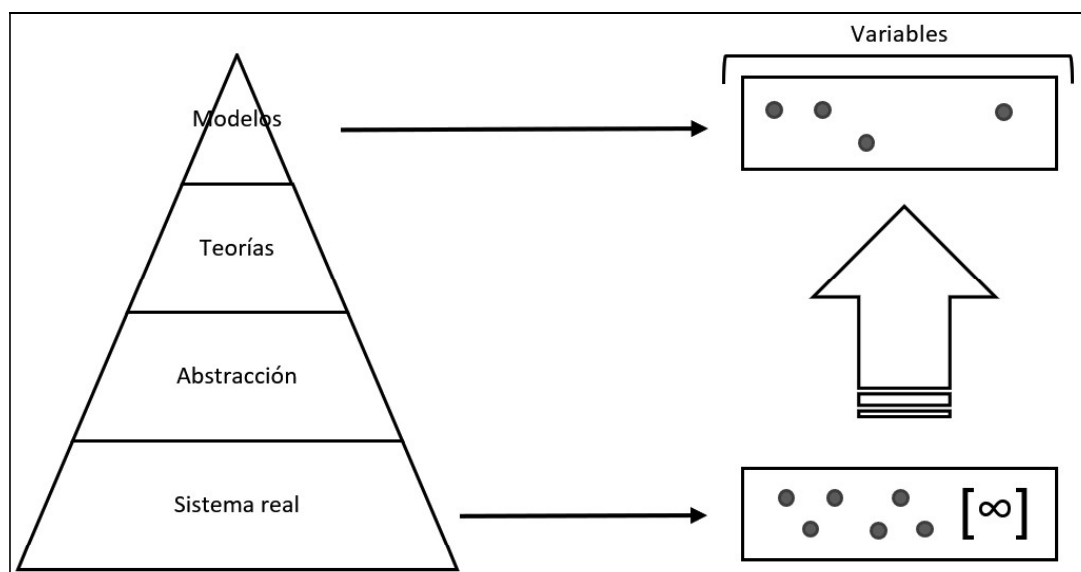 Variables
Modelos
Teorías
Abstracción
Sistema real
[∞]